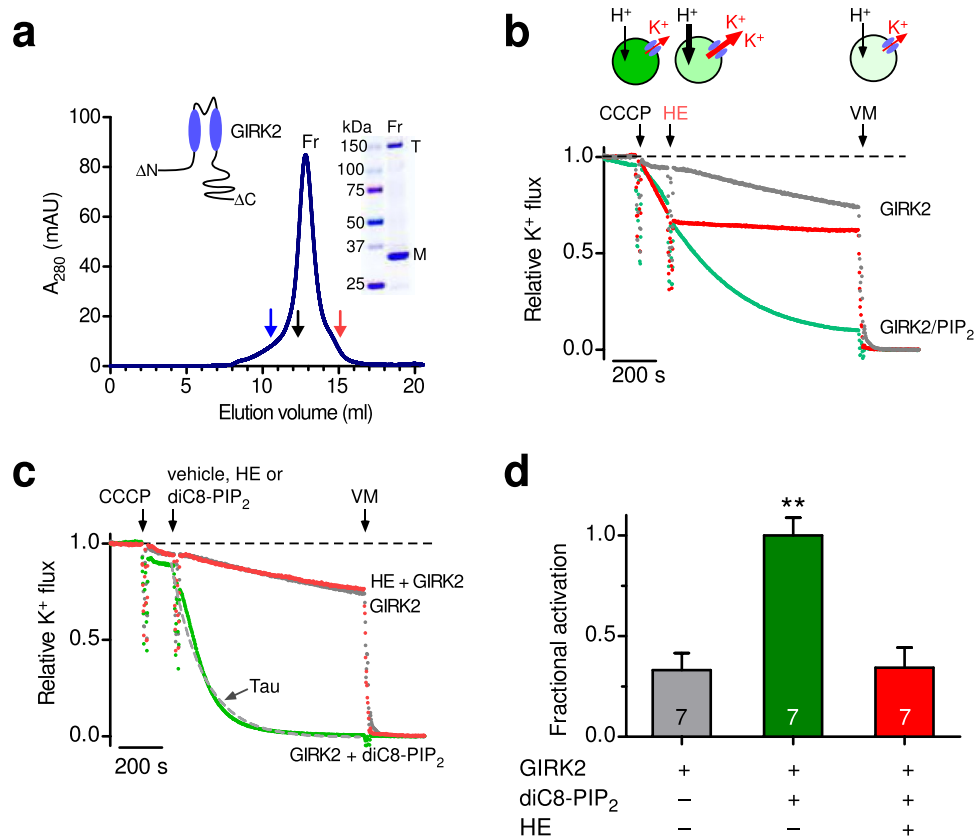 a
GIRK2
ΔN
ΔC
Fr
kDa Fr
150 T
100
75
50
37 M
25
A280 (mAU)
100
80
60
40
20
0
0 5 10 15 20
Elution volume (ml)
b
H+ K+ H+ K+ K+ H+ K+
CCCP HE VM
1.0
0.5
0.0
Relative K+ flux
GIRK2
GIRK2/PIP2
200 s
c
vehicle, HE or
diC8-PIP2
CCCP VM
1.0
0.5
0.0
Relative K+ flux
HE + GIRK2
GIRK2
Tau
GIRK2 + diC8-PIP2
200 s
d
**
Fractional activation
1.0
0.5
0.0
7 7 7
GIRK2 + + +
diC8-PIP2 − + +
HE +